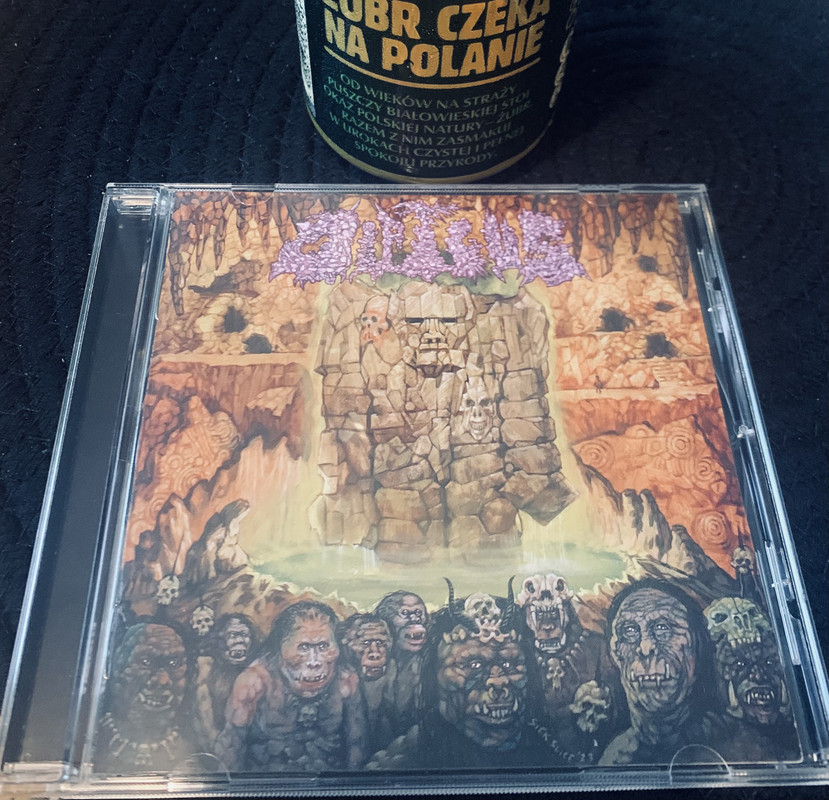 ŻUBR CZEKA
NA POLANIE
OD WIEKÓW NA STRAŻY
PUSZCZY BIAŁOWIESKIEJ STOI
OKAZ POLSKIEJ NATURY – ŻUBR.
RAZEM Z NIM ZASMAKUJ
W UROKACH CZYSTEJ I PEŁNEJ
SPOKOJU PRZYRODY.